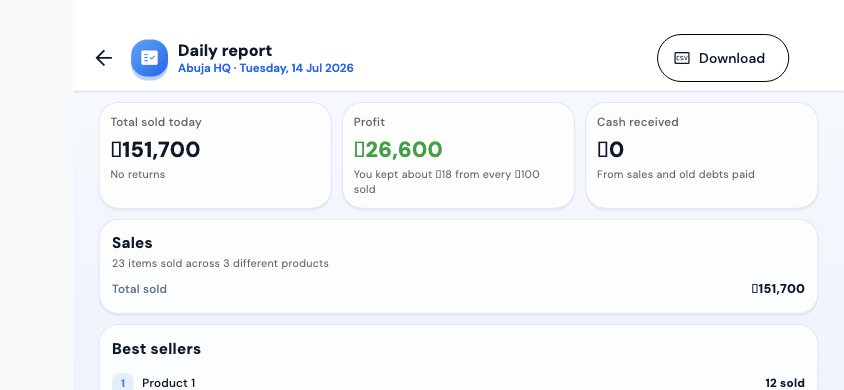 Daily report
Abuja HQ · Tuesday, 14 Jul 2026
CSV
Download
Total sold today
▯151,700
No returns
Profit
▯26,600
You kept about ▯18 from every ▯100
sold
Cash received
▯0
From sales and old debts paid
Sales
23 items sold across 3 different products
Total sold
▯151,700
Best sellers
1
Product 1
12 sold